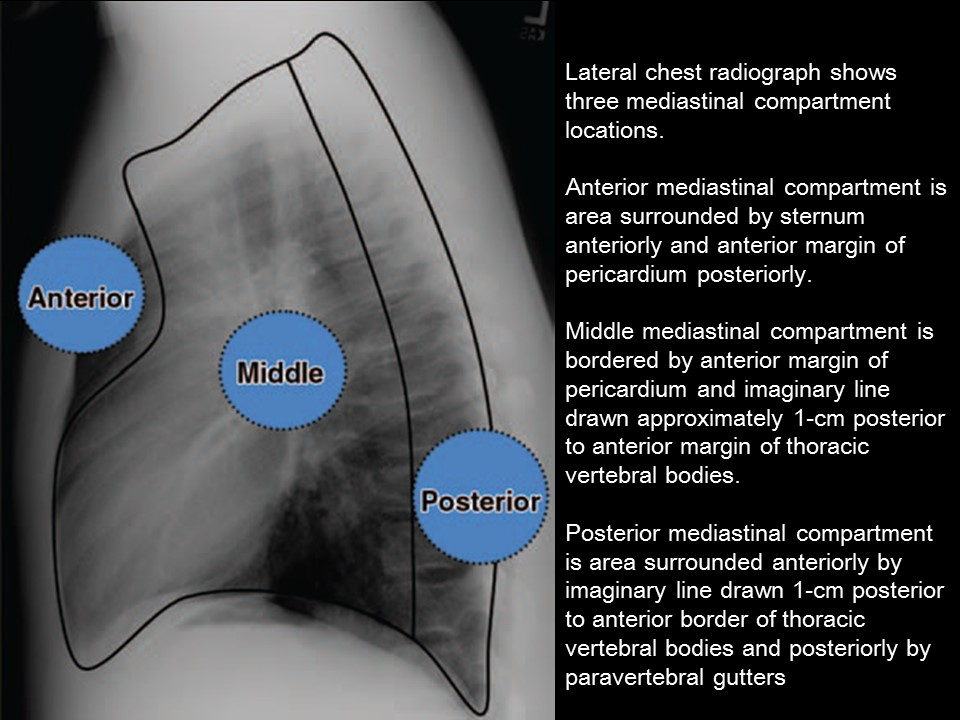 L
CAS
Anterior
Middle
Posterior
Lateral chest radiograph shows
three mediastinal compartment
locations.
Anterior mediastinal compartment is
area surrounded by sternum
anteriorly and anterior margin of
pericardium posteriorly.
Middle mediastinal compartment is
bordered by anterior margin of
pericardium and imaginary line
drawn approximately 1-cm posterior
to anterior margin of thoracic
vertebral bodies.
Posterior mediastinal compartment
is area surrounded anteriorly by
imaginary line drawn 1-cm posterior
to anterior border of thoracic
vertebral bodies and posteriorly by
paravertebral gutters